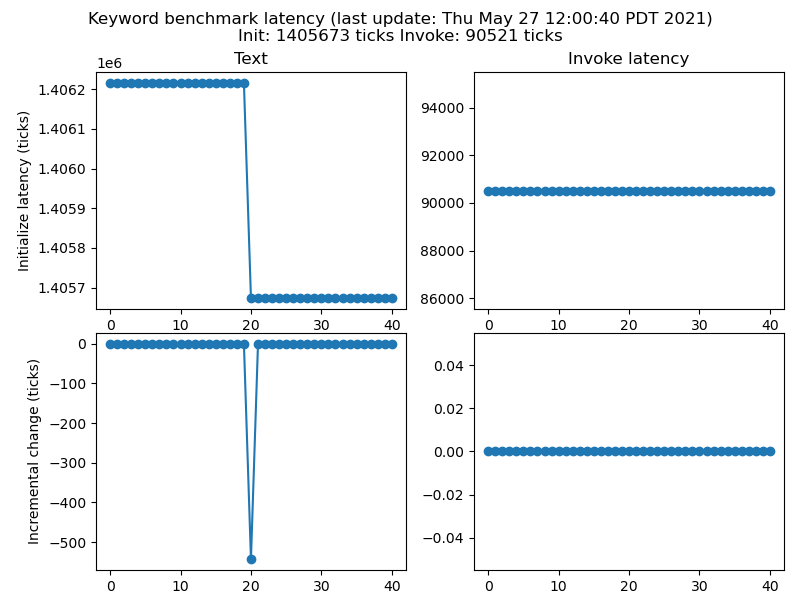 Keyword benchmark latency (last update: Thu May 27 12:00:40 PDT 2021)
Init: 1405673 ticks Invoke: 90521 ticks
Text
1e6
Initialize latency (ticks)
1.4062
1.4061
1.4060
1.4059
1.4058
1.4057
0 10 20 30 40
Invoke latency
94000
92000
90000
88000
86000
0 10 20 30 40
Incremental change (ticks)
0
−100
−200
−300
−400
−500
0 10 20 30 40
0.04
0.02
0.00
−0.02
−0.04
0 10 20 30 40